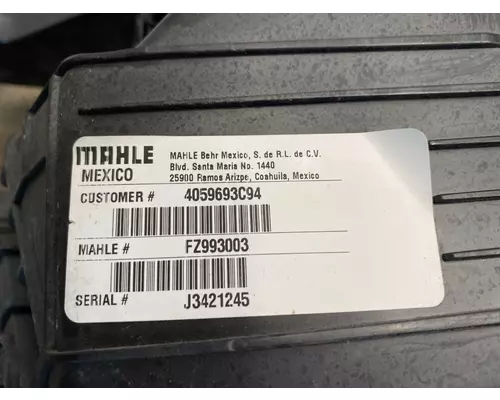 MAHLE
MEXICO
MAHLE Behr Mexico, S. de R.L. de C.V.
Blvd. Santa Maria No. 1440
25900 Ramos Arizpe, Coahuila, Mexico
CUSTOMER # 4059693C94
MAHLE # FZ993003
SERIAL # J3421245